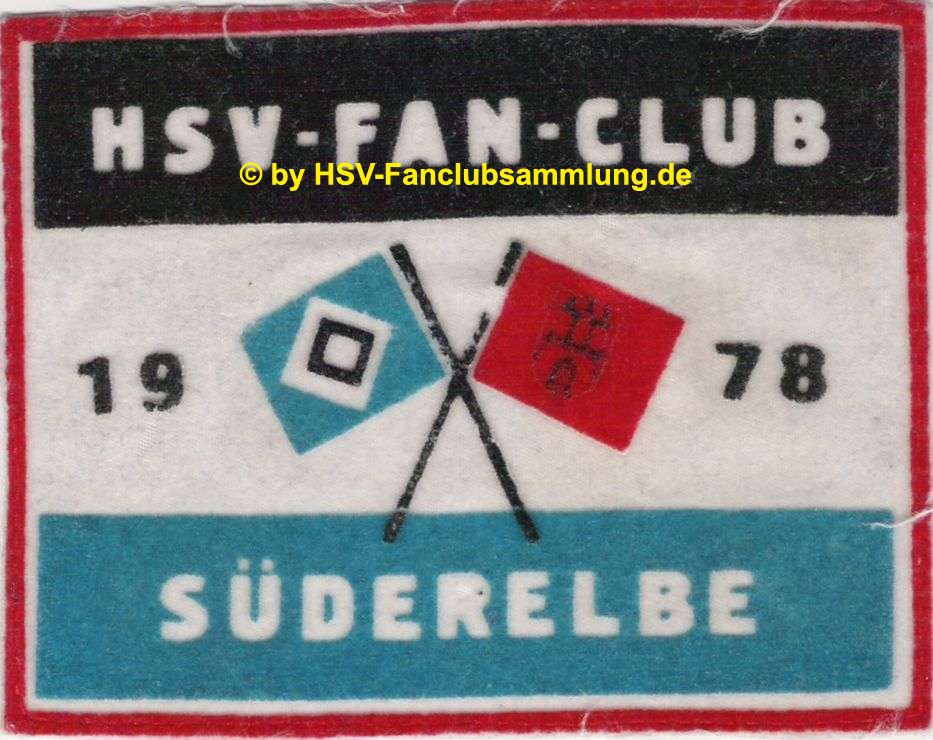 HSV-FAN-CLUB
© by HSV-Fanclubsammlung.de
19 78
SÜDERELBE